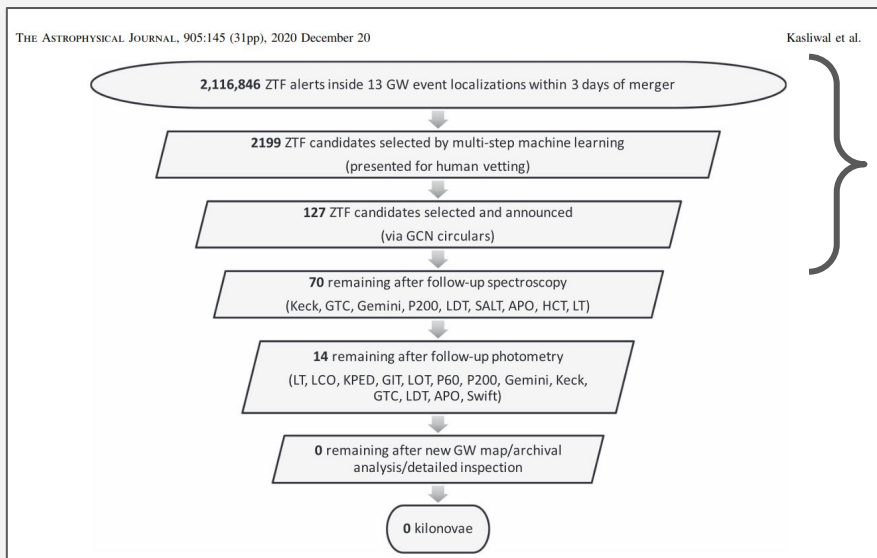 THE ASTROPHYSICAL JOURNAL, 905:145 (31pp), 2020 December 20
Kasliwal et al.
2,116,846 ZTF alerts inside 13 GW event localizations within 3 days of merger
2199 ZTF candidates selected by multi-step machine learning
(presented for human vetting)
127 ZTF candidates selected and announced
(via GCN circulars)
70 remaining after follow-up spectroscopy
(Keck, GTC, Gemini, P200, LDT, SALT, APO, HCT, LT)
14 remaining after follow-up photometry
(LT, LCO, KPED, GIT, LOT, P60, P200, Gemini, Keck,
GTC, LDT, APO, Swift)
0 remaining after new GW map/archival
analysis/detailed inspection
0 kilonovae